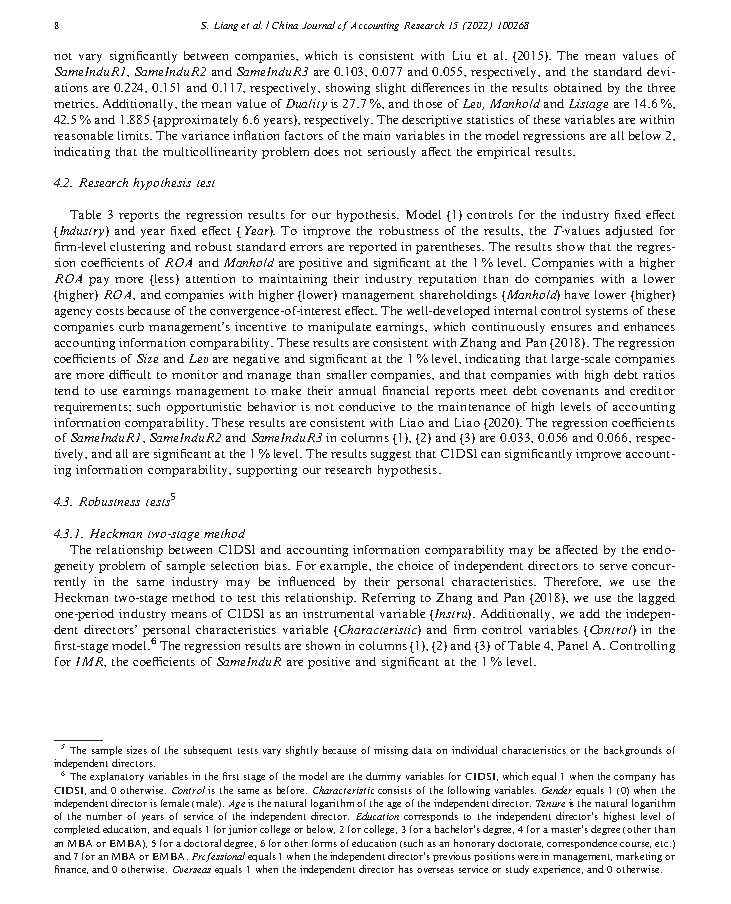 8
S. Liang et al. / China Journal of Accounting Research 15 (2022) 100268
not vary significantly between companies, which is consistent with Liu et al. (2015). The mean values of
SameInduR1, SameInduR2 and SameInduR3 are 0.103, 0.077 and 0.055, respectively, and the standard devi-
ations are 0.224, 0.151 and 0.117, respectively, showing slight differences in the results obtained by the three
metrics. Additionally, the mean value of Duality is 27.7%, and those of Lev, Manhold and Listage are 14.6%,
42.5% and 1.885 (approximately 6.6 years), respectively. The descriptive statistics of these variables are within
reasonable limits. The variance inflation factors of the main variables in the model regressions are all below 2,
indicating that the multicollinearity problem does not seriously affect the empirical results.
4.2. Research hypothesis test
Table 3 reports the regression results for our hypothesis. Model (1) controls for the industry fixed effect
(Industry) and year fixed effect (Year). To improve the robustness of the results, the T-values adjusted for
firm-level clustering and robust standard errors are reported in parentheses. The results show that the regres-
sion coefficients of ROA and Manhold are positive and significant at the 1% level. Companies with a higher
ROA pay more (less) attention to maintaining their industry reputation than do companies with a lower
(higher) ROA, and companies with higher (lower) management shareholdings (Manhold) have lower (higher)
agency costs because of the convergence-of-interest effect. The well-developed internal control systems of these
companies curb management's incentive to manipulate earnings, which continuously ensures and enhances
accounting information comparability. These results are consistent with Zhang and Pan (2018). The regression
coefficients of Size and Lev are negative and significant at the 1% level, indicating that large-scale companies
are more difficult to monitor and manage than smaller companies, and that companies with high debt ratios
tend to use earnings management to make their annual financial reports meet debt covenants and creditor
requirements; such opportunistic behavior is not conducive to the maintenance of high levels of accounting
information comparability. These results are consistent with Liao and Liao (2020). The regression coefficients
of SameInduR1, SameInduR2 and SameInduR3 in columns (1), (2) and (3) are 0.033, 0.056 and 0.066, respec-
tively, and all are significant at the 1% level. The results suggest that CIDSI can significantly improve account-
ing information comparability, supporting our research hypothesis.
4.3. Robustness tests5
4.3.1. Heckman two-stage method
The relationship between CIDSI and accounting information comparability may be affected by the endo-
geneity problem of sample selection bias. For example, the choice of independent directors to serve concur-
rently in the same industry may be influenced by their personal characteristics. Therefore, we use the
Heckman two-stage method to test this relationship. Referring to Zhang and Pan (2018), we use the lagged
one-period industry means of CIDSI as an instrumental variable (Instru). Additionally, we add the indepen-
dent directors' personal characteristics variable (Characteristic) and firm control variables (Control) in the
first-stage model.6 The regression results are shown in columns (1), (2) and (3) of Table 4, Panel A. Controlling
for IMR, the coefficients of SameInduR are positive and significant at the 1% level.
5 The sample sizes of the subsequent tests vary slightly because of missing data on individual characteristics or the backgrounds of
independent directors.
6 The explanatory variables in the first stage of the model are the dummy variables for CIDSI, which equal 1 when the company has
CIDSI, and 0 otherwise. Control is the same as before. Characteristic consists of the following variables. Gender equals 1 (0) when the
independent director is female (male). Age is the natural logarithm of the age of the independent director. Tenure is the natural logarithm
of the number of years of service of the independent director. Education corresponds to the independent director's highest level of
completed education, and equals 1 for junior college or below, 2 for college, 3 for a bachelor's degree, 4 for a master's degree (other than
an MBA or EMBA), 5 for a doctoral degree, 6 for other forms of education (such as an honorary doctorate, correspondence course, etc.)
and 7 for an MBA or EMBA. Professional equals 1 when the independent director's previous positions were in management, marketing or
finance, and 0 otherwise. Overseas equals 1 when the independent director has overseas service or study experience, and 0 otherwise.